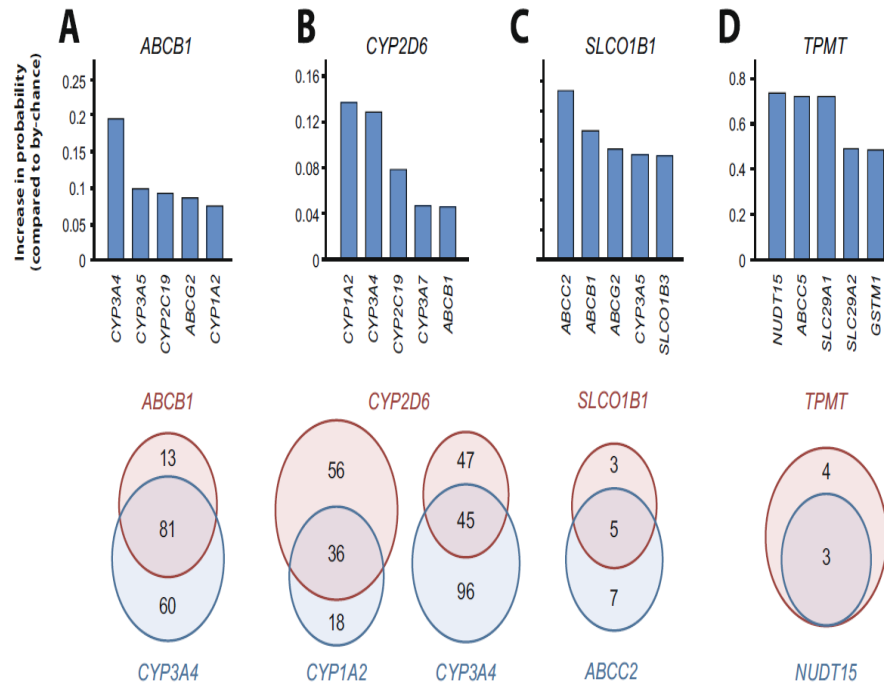 A B C D
ABCB1 CYP2D6 SLCO1B1 TPMT
Increase in probability
(compared to by-chance)
0.25
0.2
0.15
0.1
0.05
0
CYP3A4
CYP3A5
CYP2C19
ABCG2
CYP1A2
0.16
0.12
0.08
0.04
0
CYP1A2
CYP3A4
CYP2C19
CYP3A7
ABCB1
ABCC2
ABCB1
ABCG2
CYP3A5
SLCO1B3
0.8
0.6
0.4
0.2
0
NUDT15
ABCC5
SLC29A1
SLC29A2
GSTM1
ABCB1
13
81
60
CYP3A4
CYP2D6
56
36
18
CYP1A2
47
45
96
CYP3A4
SLCO1B1
3
5
7
ABCC2
TPMT
4
3
NUDT15